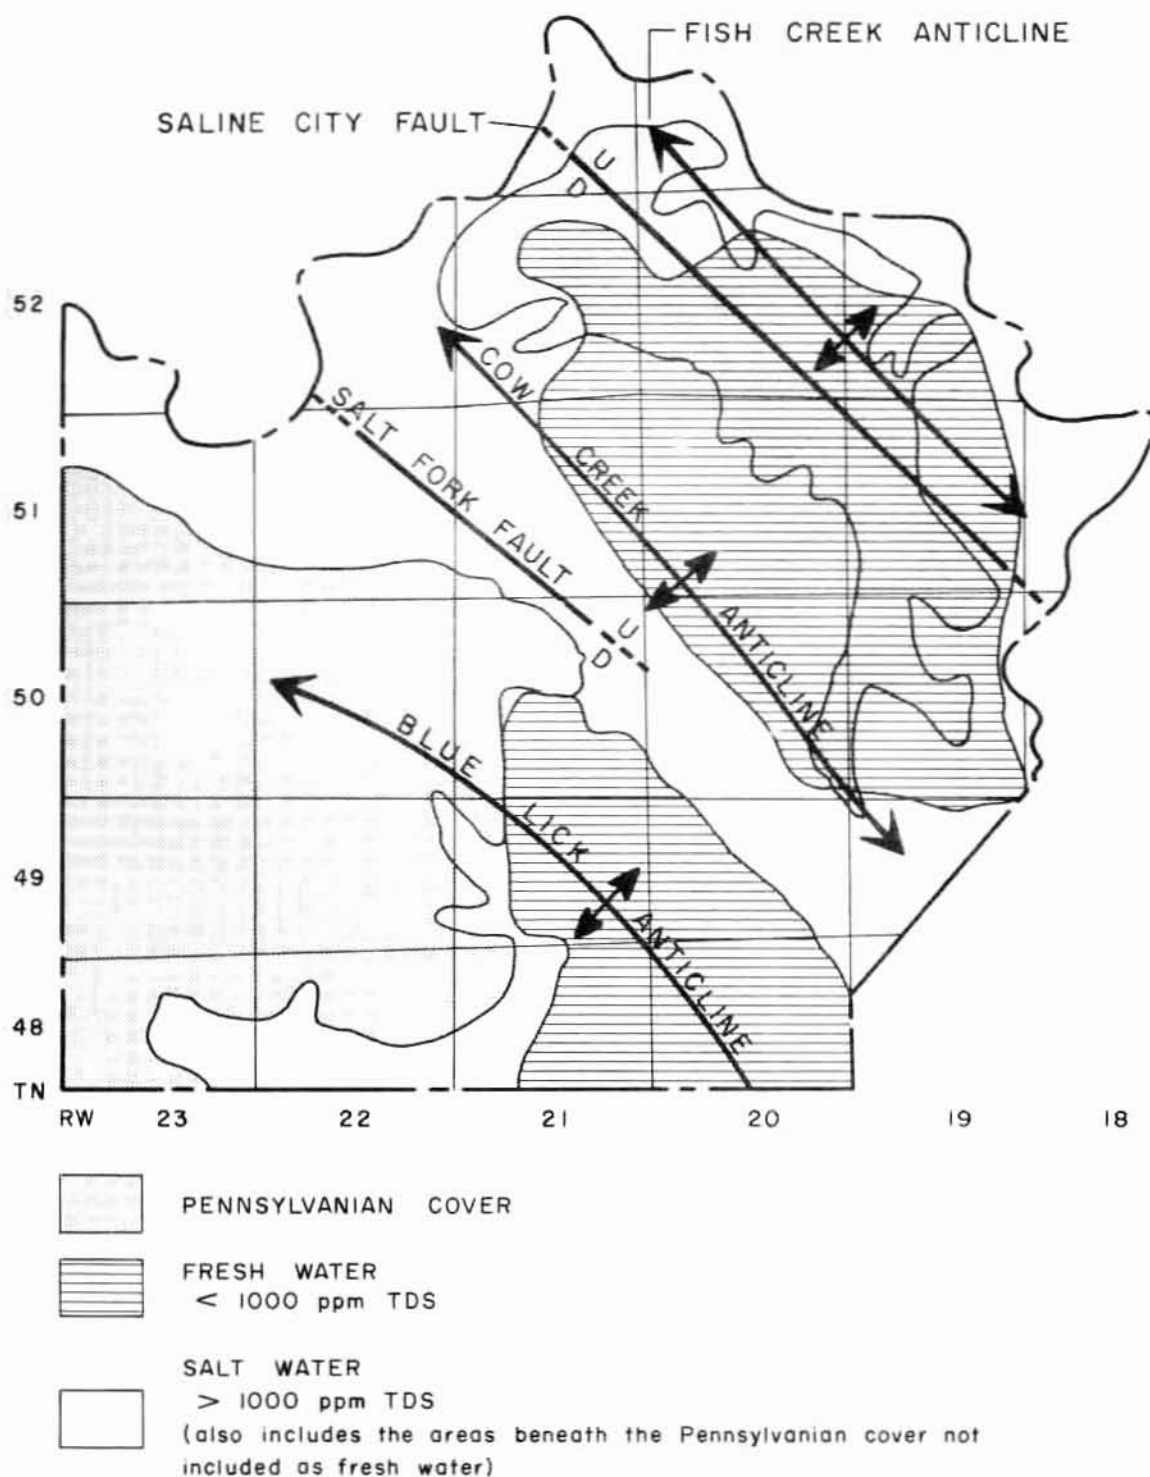 FISH CREEK ANTICLINE
SALINE CITY FAULT
U
D
52
COW CREEK ANTICLINE
SALT FORK FAULT
51
U
D
50
BLUE LICK ANTICLINE
49
48
TN
RW 23 22 21 20 19 18
PENNSYLVANIAN COVER
FRESH WATER
< 1000 ppm TDS
SALT WATER
> 1000 ppm TDS
(also includes the areas beneath the Pennsylvanian cover not
included as fresh water)